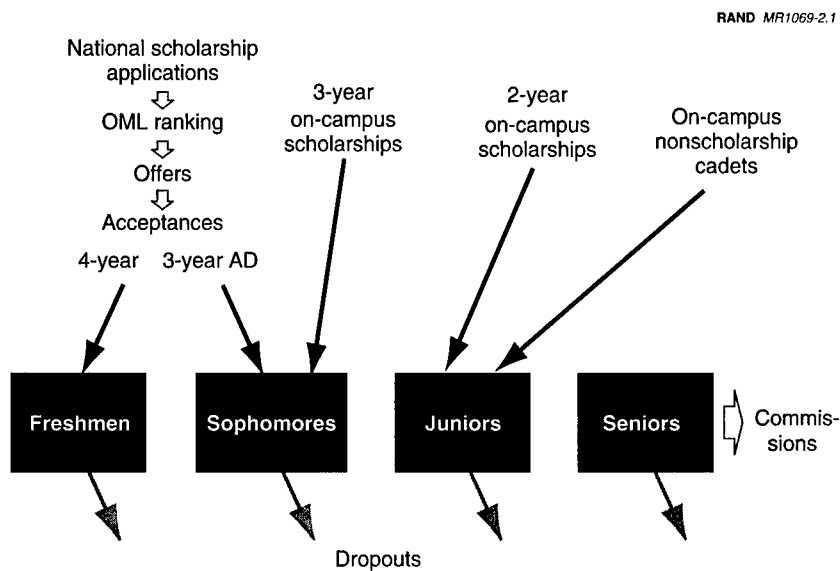 RAND MR1069-2.1
National scholarship
applications
OML ranking
Offers
Acceptances
4-year
3-year AD
3-year
on-campus
scholarships
2-year
on-campus
scholarships
On-campus
nonscholarship
cadets
Freshmen
Sophomores
Juniors
Seniors
Commis-
sions
Dropouts